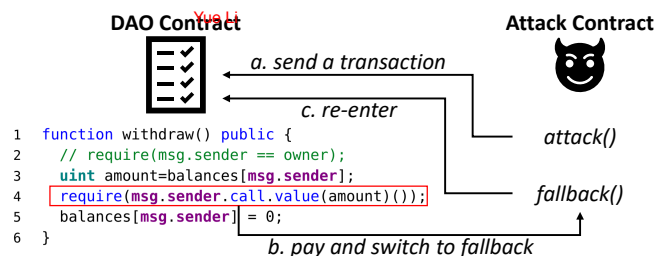 Yue Li
DAO Contract
Attack Contract
a. send a transaction
c. re-enter
attack()
fallback()
1 function withdraw() public {
2 // require(msg.sender == owner);
3 uint amount=balances[msg.sender];
4 require(msg.sender.call.value(amount)());
5 balances[msg.sender] = 0;
6 }
b. pay and switch to fallback